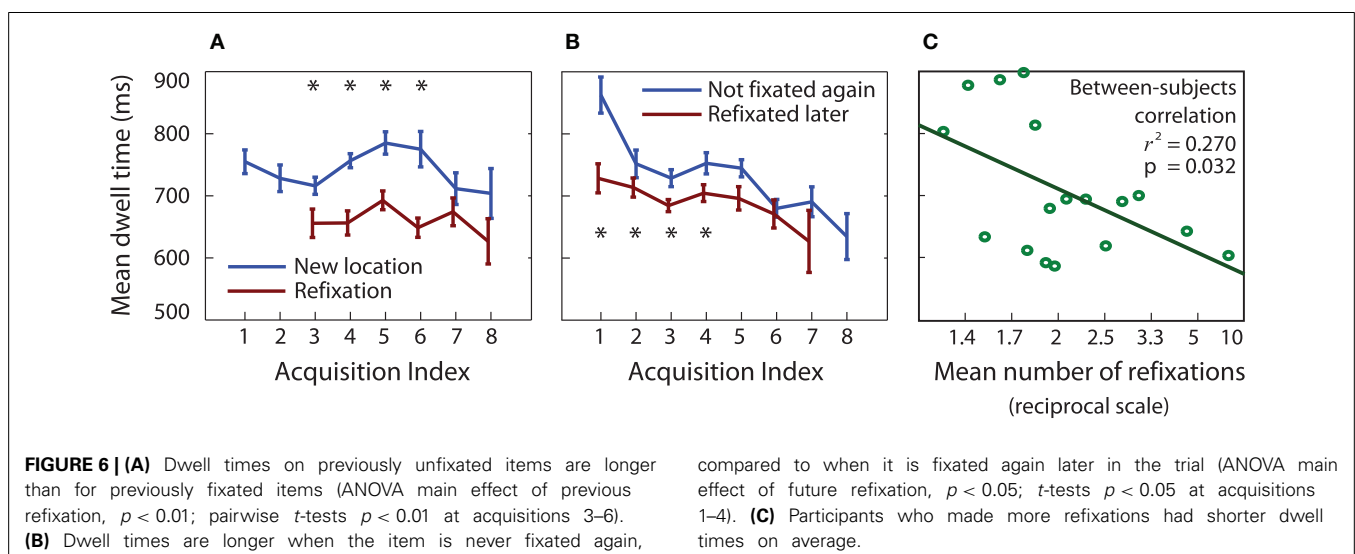 A
B
C
Mean dwell time (ms)
900
800
700
600
500
* * * *
New location
Refixation
1 2 3 4 5 6 7 8
Acquisition Index
Not fixated again
Refixated later
* * * *
1 2 3 4 5 6 7 8
Acquisition Index
Between-subjects
correlation
r² = 0.270
p = 0.032
1.4 1.7 2 2.5 3.3 5 10
Mean number of refixations
(reciprocal scale)
FIGURE 6 | (A) Dwell times on previously unfixated items are longer
than for previously fixated items (ANOVA main effect of previous
refixation, p < 0.01; pairwise t-tests p < 0.01 at acquisitions 3–6).
(B) Dwell times are longer when the item is never fixated again,
compared to when it is fixated again later in the trial (ANOVA main
effect of future refixation, p < 0.05; t-tests p < 0.05 at acquisitions
1–4). (C) Participants who made more refixations had shorter dwell
times on average.